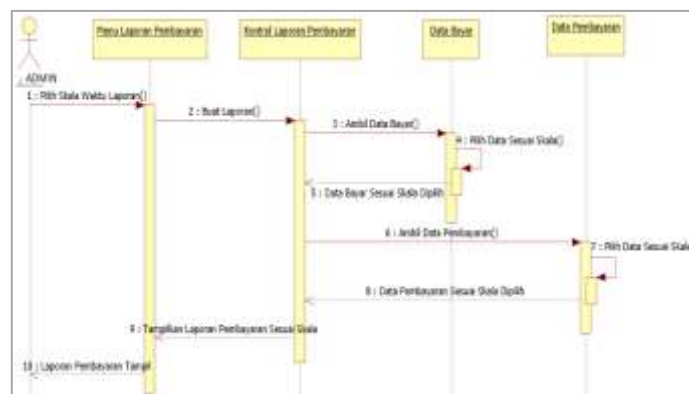 Menu Laporan Pembayaran
Kontrol Laporan Pembayaran
Data Bayar
Data Pembayaran
: ADMIN
1 : Pilih Skala Waktu Laporan()
2 : Buat Laporan()
3 : Ambil Data Bayar()
4 : Pilih Data Sesuai Skala()
5 : Data Bayar Sesuai Skala Dipilih
6 : Ambil Data Pembayaran()
7 : Pilih Data Sesuai Skala
8 : Data Pembayaran Sesuai Skala Dipilih
9 : Tampilkan Laporan Pembayaran Sesuai Skala
10 : Laporan Pembayaran Tampil